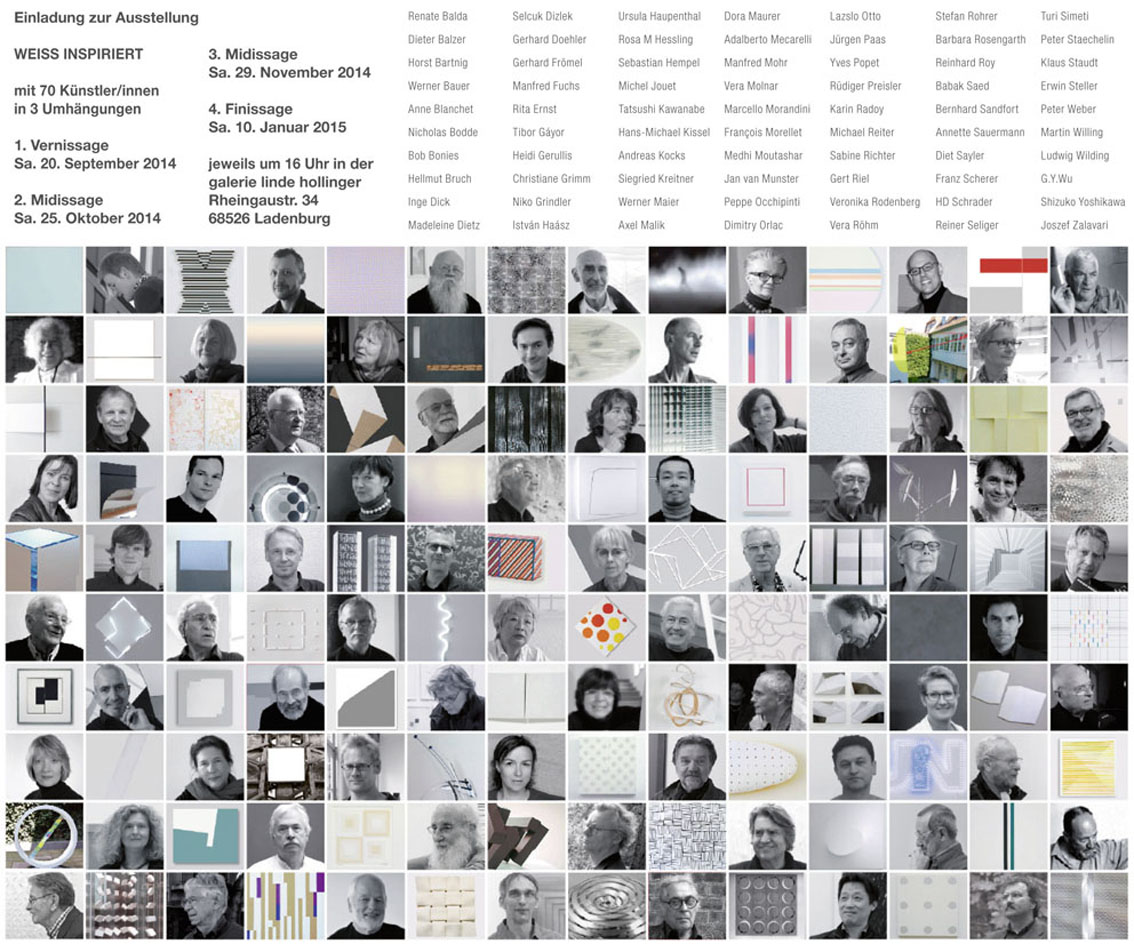 Einladung zur Ausstellung
WEISS INSPIRIERT
mit 70 Künstler/innen
in 3 Umhängungen
1. Vernissage
Sa. 20. September 2014
2. Midissage
Sa. 25. Oktober 2014
3. Midissage
Sa. 29. November 2014
4. Finissage
Sa. 10. Januar 2015
jeweils um 16 Uhr in der
galerie linde hollinger
Rheingaustr. 34
68526 Ladenburg
Renate Balda
Dieter Balzer
Horst Bartnig
Werner Bauer
Anne Blanchet
Nicholas Bodde
Bob Bonies
Hellmut Bruch
Inge Dick
Madeleine Dietz
Selcuk Dizlek
Gerhard Doehler
Gerhard Frömel
Manfred Fuchs
Rita Ernst
Tibor Gáyor
Heidi Gerullis
Christiane Grimm
Niko Grindler
István Haász
Ursula Haupenthal
Rosa M Hessling
Sebastian Hempel
Michel Jouet
Tatsushi Kawanabe
Hans-Michael Kissel
Andreas Kocks
Siegried Kreitner
Werner Maier
Axel Malik
Dora Maurer
Adalberto Mecarelli
Manfred Mohr
Vera Molnar
Marcello Morandini
François Morellet
Medhi Moutashar
Jan van Munster
Peppe Occhipinti
Dimitry Orlac
Lazslo Otto
Jürgen Paas
Yves Popet
Rüdiger Preisler
Karin Radoy
Michael Reiter
Sabine Richter
Gert Riel
Veronika Rodenberg
Vera Röhm
Stefan Rohrer
Barbara Rosengarth
Reinhard Roy
Babak Saed
Bernhard Sandfort
Annette Sauermann
Diet Sayler
Franz Scherer
HD Schrader
Reiner Seliger
Turi Simeti
Peter Staechelin
Klaus Staudt
Erwin Steller
Peter Weber
Martin Willing
Ludwig Wilding
G.Y.Wu
Shizuko Yoshikawa
Joszef Zalavari